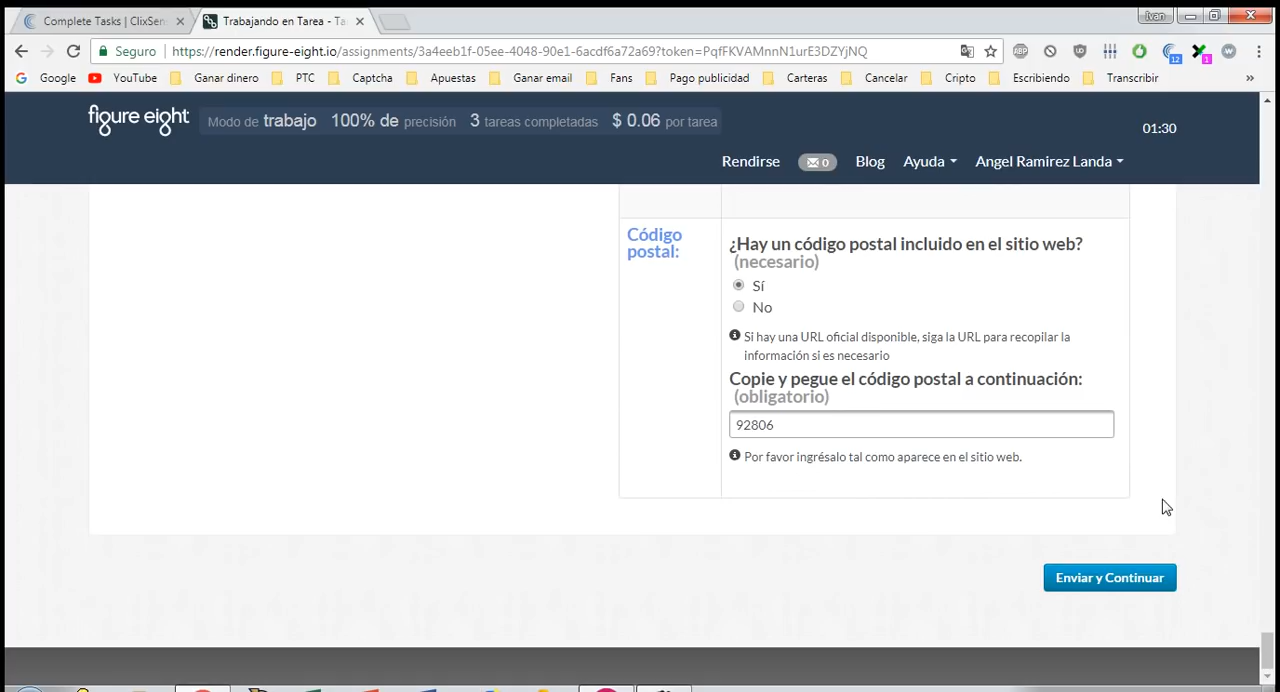 Complete Tasks | ClixSen
Trabajando en Tarea - Ta
Ivan
Seguro
https://render.figure-eight.io/assignments/3a4eeb1f-05ee-4048-90e1-6acdf6a72a69?token=PqfFKVAMnnN1urE3DZYjNQ
ABP
12
1
Google
YouTube
Ganar dinero
PTC
Captcha
Apuestas
Ganar email
Fans
Pago publicidad
Carteras
Cancelar
Cripto
Escribiendo
Transcribir
»
figure eight
Modo de trabajo 100% de precisión 3 tareas completadas $ 0.06 por tarea
01:30
Rendirse
0
Blog
Ayuda
Angel Ramirez Landa
Código
postal:
¿Hay un código postal incluido en el sitio web?
(necesario)
Sí
No
Si hay una URL oficial disponible, siga la URL para recopilar la
información si es necesario
Copie y pegue el código postal a continuación:
(obligatorio)
92806
Por favor ingrésalo tal como aparece en el sitio web.
Enviar y Continuar